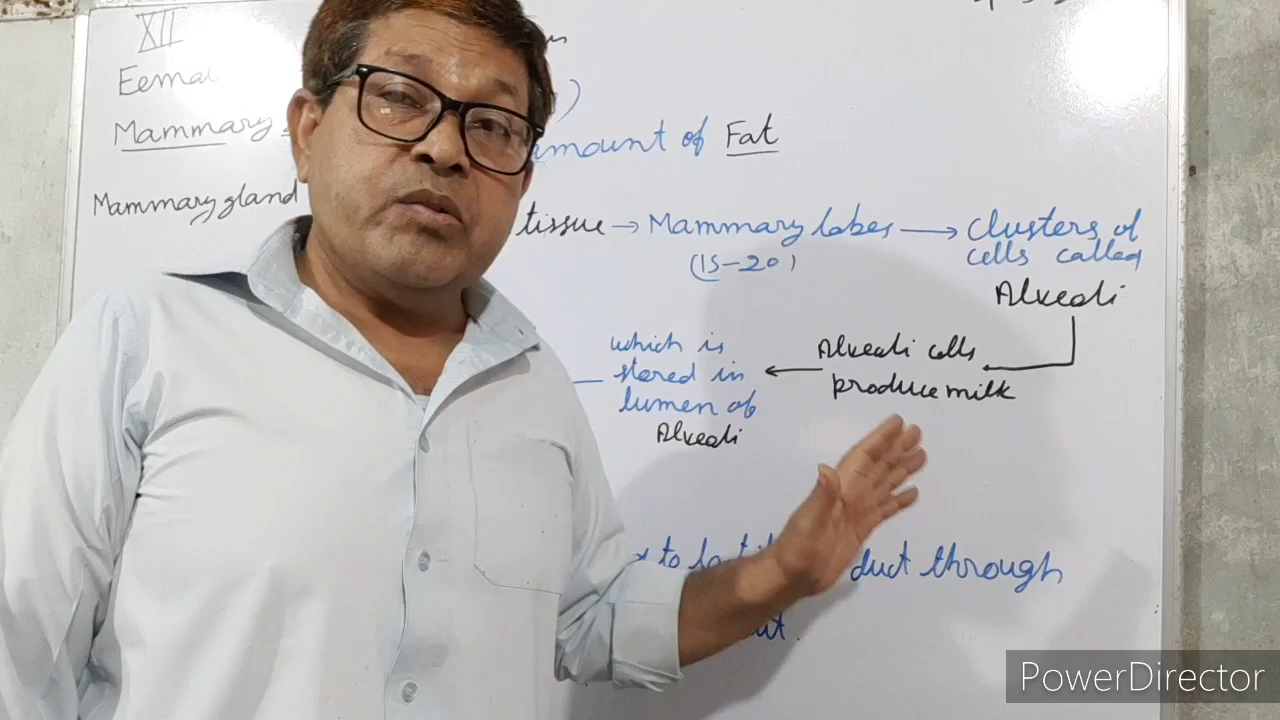 XII
Eemal
Mammary
amount of Fat
Mammary gland
tissue → Mammary lobes → Clusters of
(15-20)
cells called
Alveoli
which is
stored in
lumen of
Alveoli
Alveoli cells
produce milk
to
duct through
PowerDirector